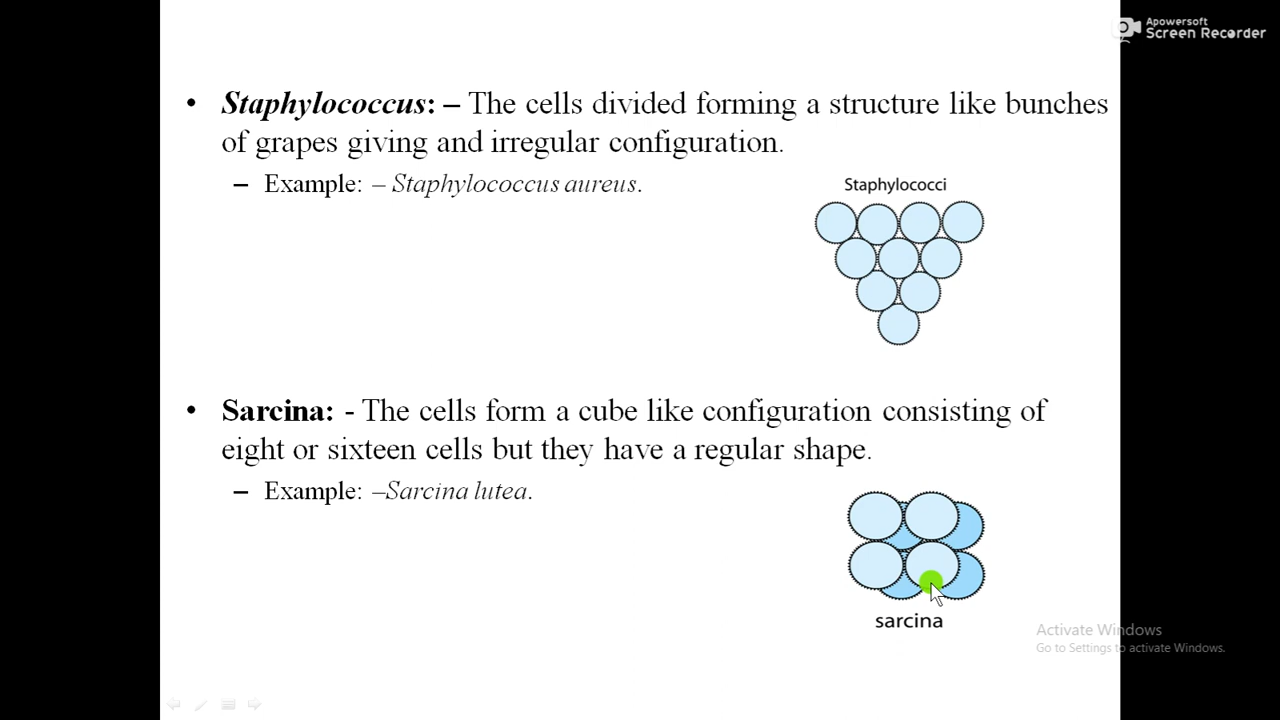 Apowersoft
Screen Recorder
• Staphylococcus: – The cells divided forming a structure like bunches
of grapes giving and irregular configuration.
– Example: – Staphylococcus aureus.
Staphylococci
• Sarcina: - The cells form a cube like configuration consisting of
eight or sixteen cells but they have a regular shape.
– Example: –Sarcina lutea.
sarcina
Activate Windows
Go to Settings to activate Windows.